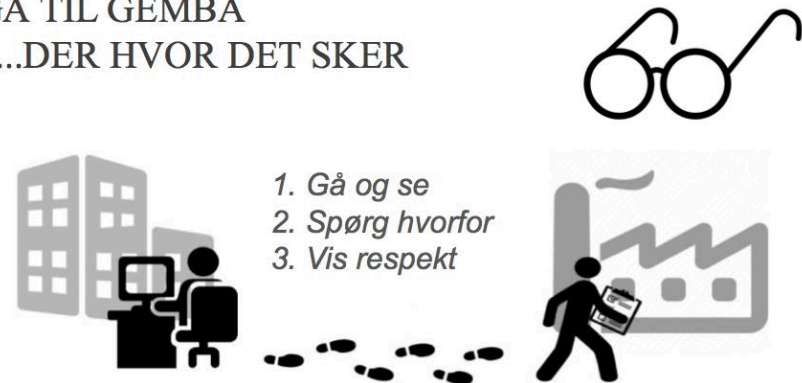 GÅ TIL GEMBA
...DER HVOR DET SKER
1. Gå og se
2. Spørg hvorfor
3. Vis respekt